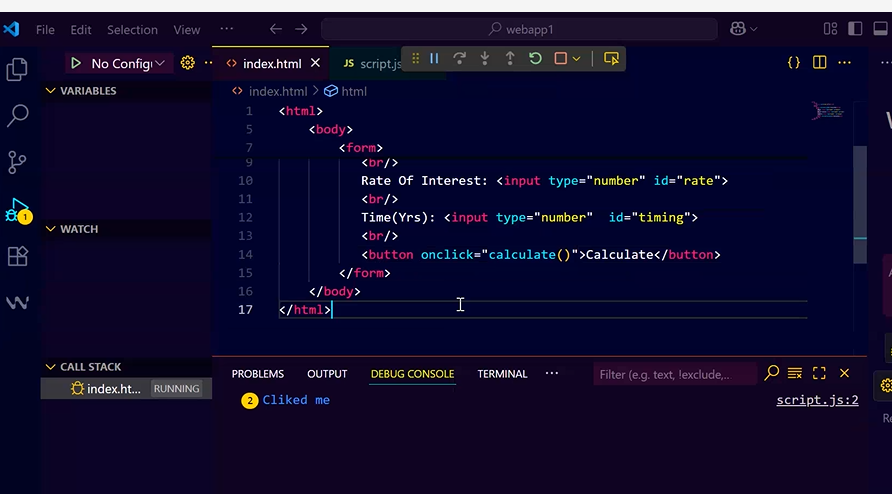 File Edit Selection View ··· webapp1
No Config index.html JS script.js
VARIABLES
index.html > html
1 <html>
5 <body>
7 <form>
9 <br/>
10 Rate Of Interest: <input type="number" id="rate">
11 <br/>
12 Time(Yrs): <input type="number"  id="timing">
13 <br/>
14 <button onclick="calculate()">Calculate</button>
15 </form>
16 </body>
17 </html>
1
WATCH
CALL STACK
index.ht... RUNNING
PROBLEMS OUTPUT DEBUG CONSOLE TERMINAL ···
Filter (e.g. text, !exclude,...
2 Cliked me script.js:2